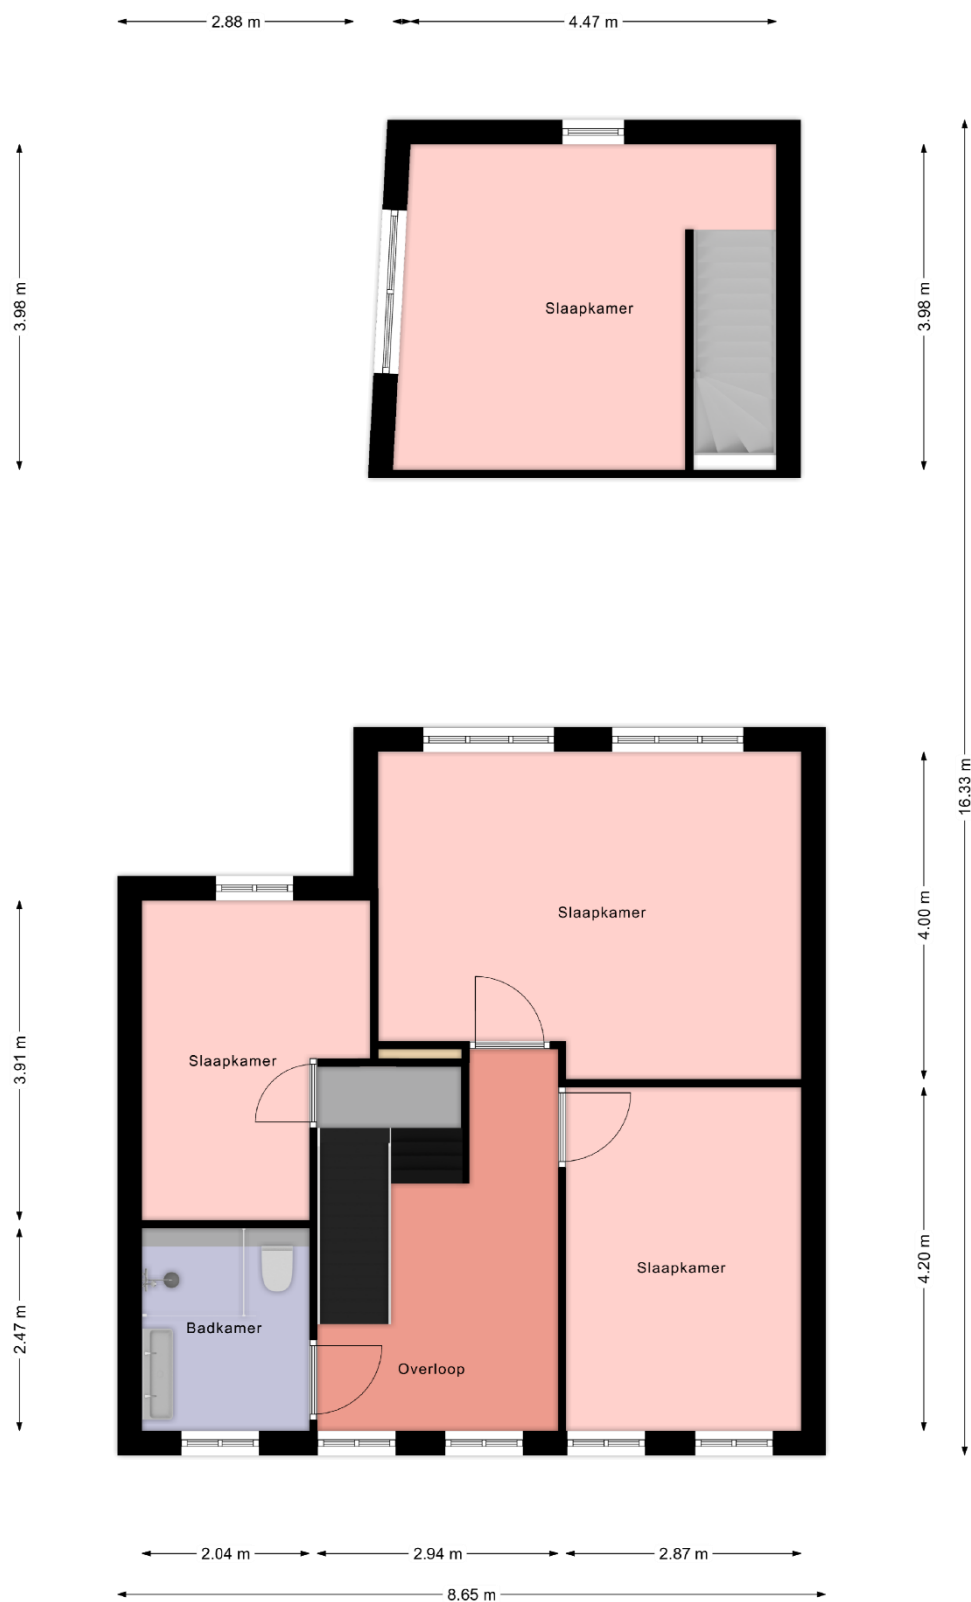 2.88 m
4.47 m
3.98 m
3.98 m
Slaapkamer
16.33 m
Slaapkamer
4.00 m
Slaapkamer
3.91 m
4.20 m
Slaapkamer
2.47 m
Badkamer
Overloop
2.04 m
2.94 m
2.87 m
8.65 m